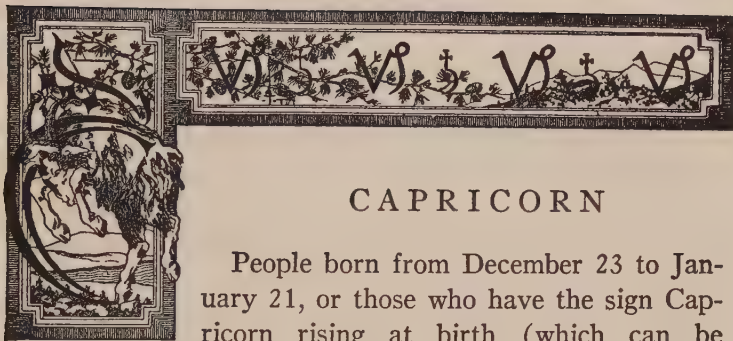 CAPRICORN
People born from December 23 to Jan-
uary 21, or those who have the sign Cap-
ricorn rising at birth (which can be